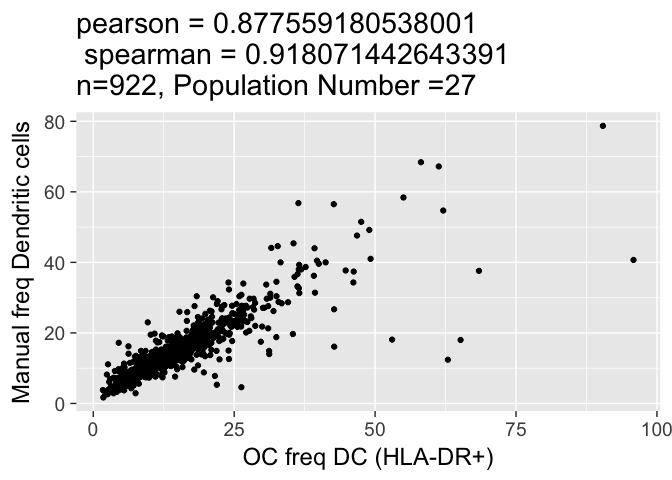 pearson = 0.877559180538001
spearman = 0.918071442643391
n=922, Population Number =27
Manual freq Dendritic cells
80
60
40
20
0
0 25 50 75 100
OC freq DC (HLA-DR+)